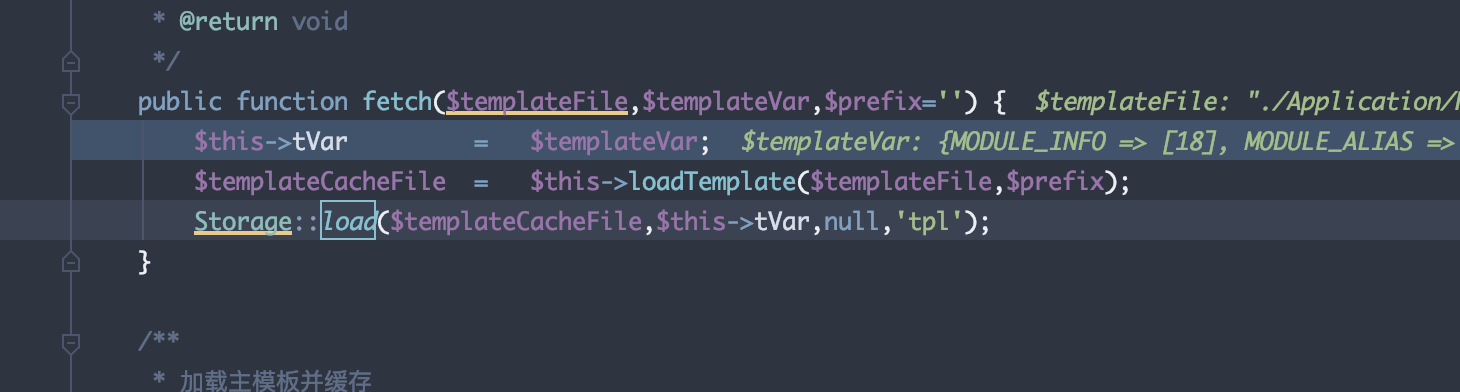 * @return void
*/
public function fetch($templateFile,$templateVar,$prefix='') { $templateFile: "./Application/
$this->tVar = $templateVar; $templateVar: {MODULE_INFO => [18], MODULE_ALIAS =>
$templateCacheFile = $this->loadTemplate($templateFile,$prefix);
Storage::load($templateCacheFile,$this->tVar,null,'tpl');
}
/**
* 加载主模板并缓存